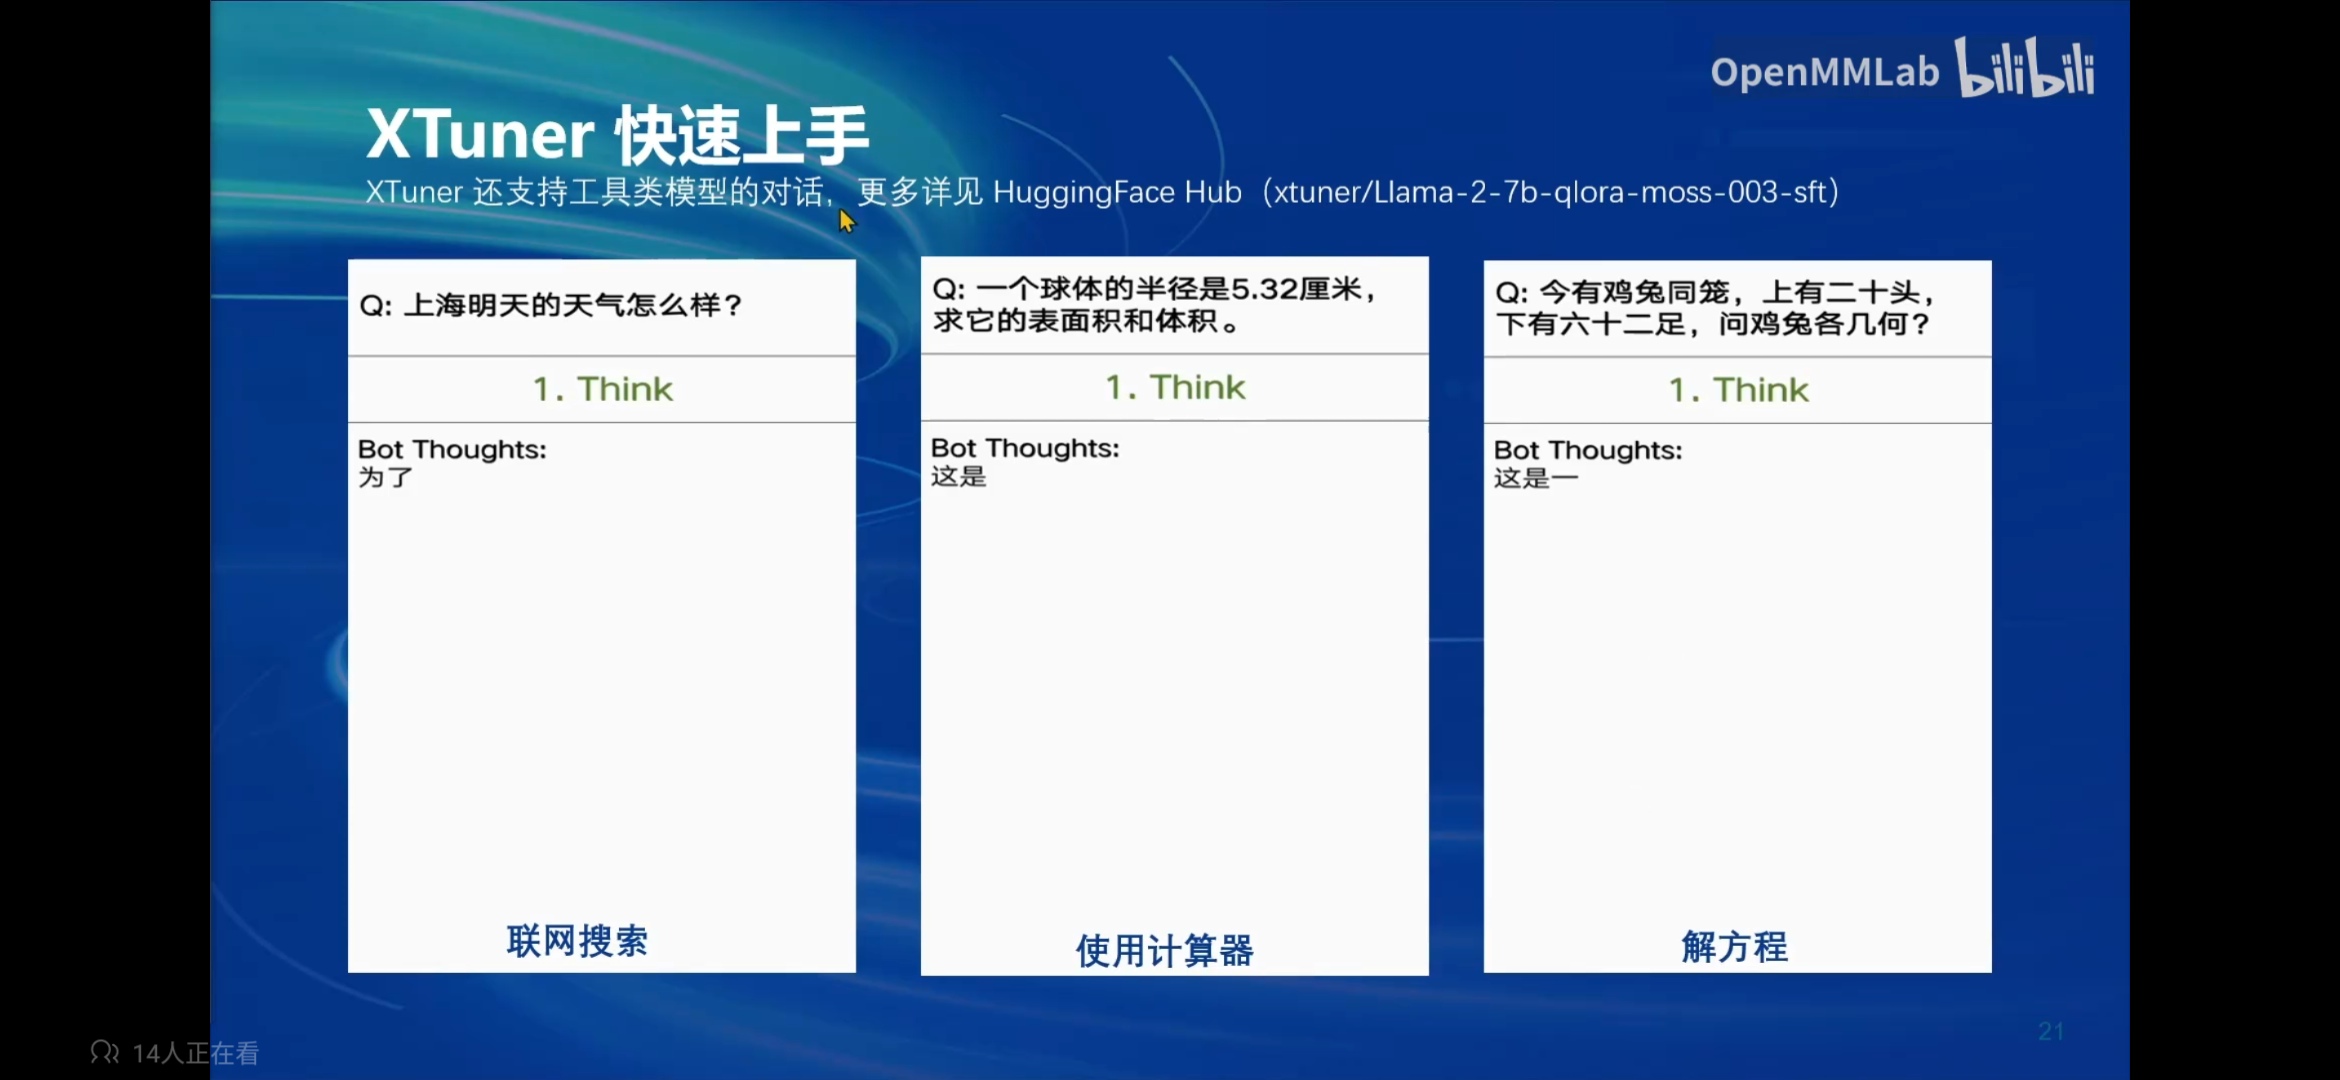 OpenMMLab bilibili
XTuner 快速上手
XTuner 还支持工具类模型的对话，更多详见 HuggingFace Hub（xtuner/Llama-2-7b-qlora-moss-003-sft）
Q: 上海明天的天气怎么样？
1. Think
Bot Thoughts:
为了
联网搜索
Q: 一个球体的半径是5.32厘米，
求它的表面积和体积。
1. Think
Bot Thoughts:
这是
使用计算器
Q: 今有鸡兔同笼，上有二十头，
下有六十二足，问鸡兔各几何？
1. Think
Bot Thoughts:
这是一
解方程
21
14人正在看